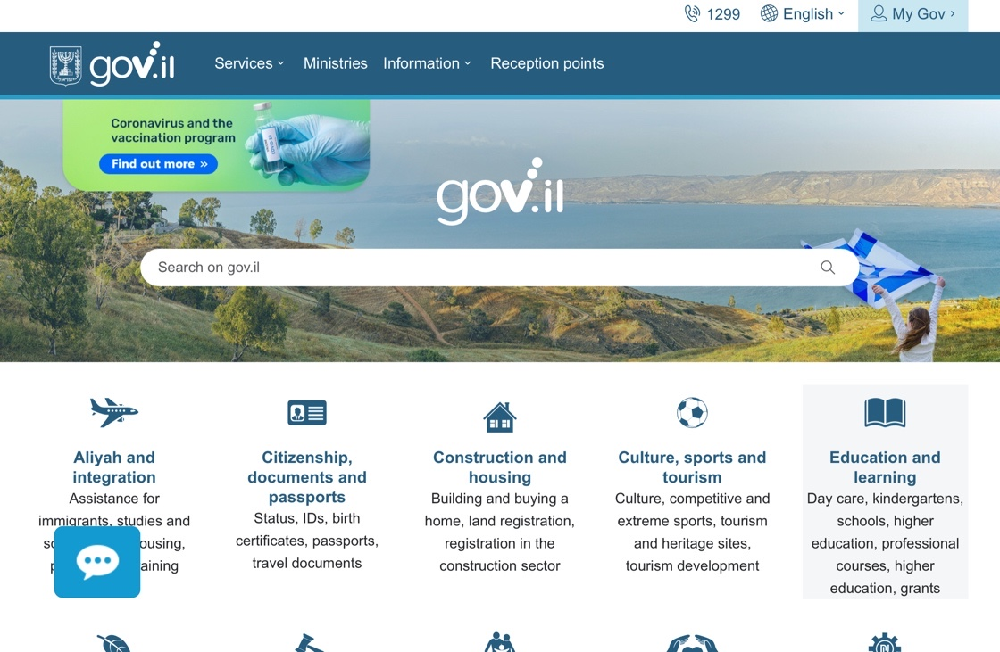 1299
English
My Gov
gov.il
Services
Ministries
Information
Reception points
Coronavirus and the
vaccination program
Find out more »
gov.il
Search on gov.il
Aliyah and
integration
Assistance for
immigrants, studies and
Citizenship,
documents and
passports
Status, IDs, birth
certificates, passports,
travel documents
Construction and
housing
Building and buying a
home, land registration,
registration in the
construction sector
Culture, sports and
tourism
Culture, competitive and
extreme sports, tourism
and heritage sites,
tourism development
Education and
learning
Day care, kindergartens,
schools, higher
education, professional
courses, higher
education, grants